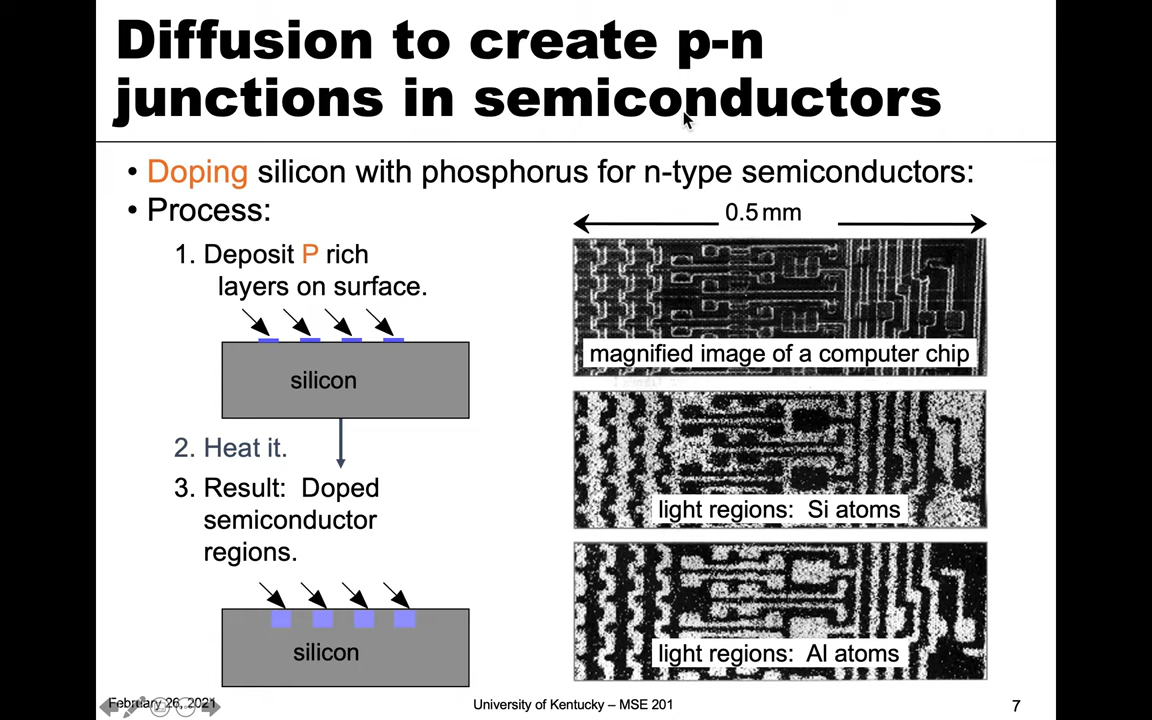 Diffusion to create p-n
junctions in semiconductors
• Doping silicon with phosphorus for n-type semiconductors:
• Process:
1. Deposit P rich
layers on surface.
silicon
2. Heat it.
3. Result: Doped
semiconductor
regions.
silicon
0.5 mm
magnified image of a computer chip
light regions: Si atoms
light regions: Al atoms
February 26, 2021
University of Kentucky – MSE 201
7